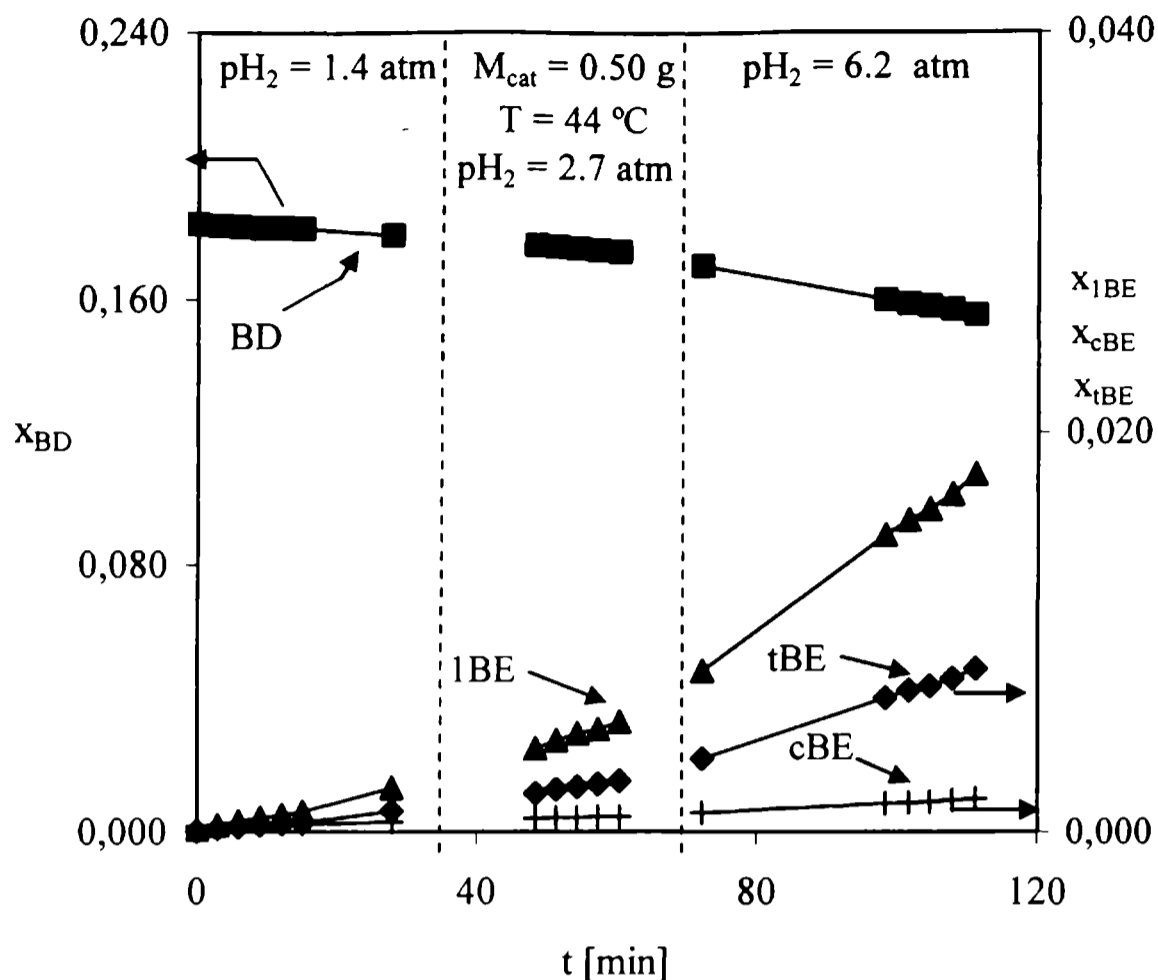 0,240
0,040
pH₂ = 1.4 atm
M_cat = 0.50 g
pH₂ = 6.2 atm
T = 44 ºC
pH₂ = 2.7 atm
0,160
BD
x_1BE
x_cBE
x_tBE
x_BD
0,020
0,080
1BE
tBE
cBE
0,000
0,000
0
40
80
120
t [min]